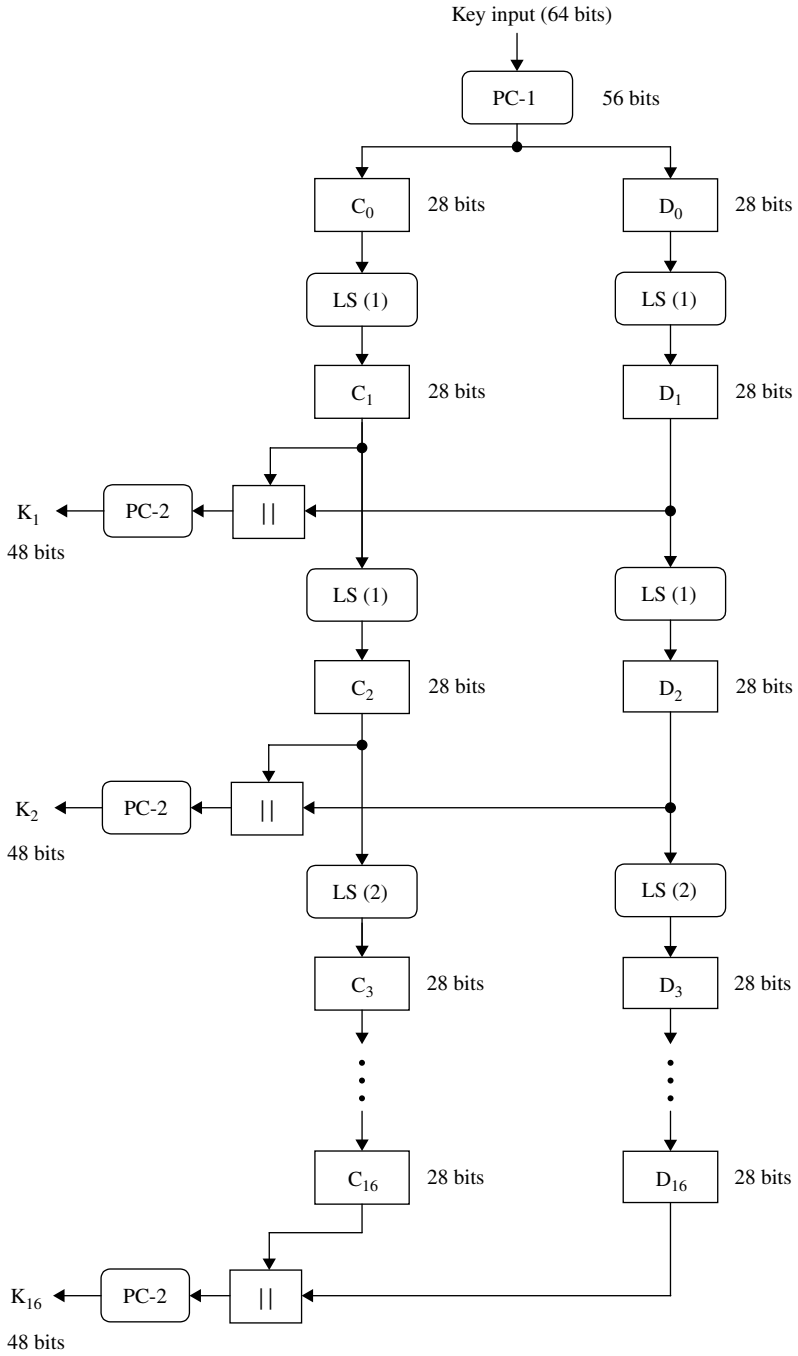 Key input (64 bits)
PC-1 56 bits
C₀ 28 bits D₀ 28 bits
LS (1) LS (1)
C₁ 28 bits D₁ 28 bits
K₁ PC-2 ||
48 bits
LS (1) LS (1)
C₂ 28 bits D₂ 28 bits
K₂ PC-2 ||
48 bits
LS (2) LS (2)
C₃ 28 bits D₃ 28 bits
C₁₆ 28 bits D₁₆ 28 bits
K₁₆ PC-2 ||
48 bits